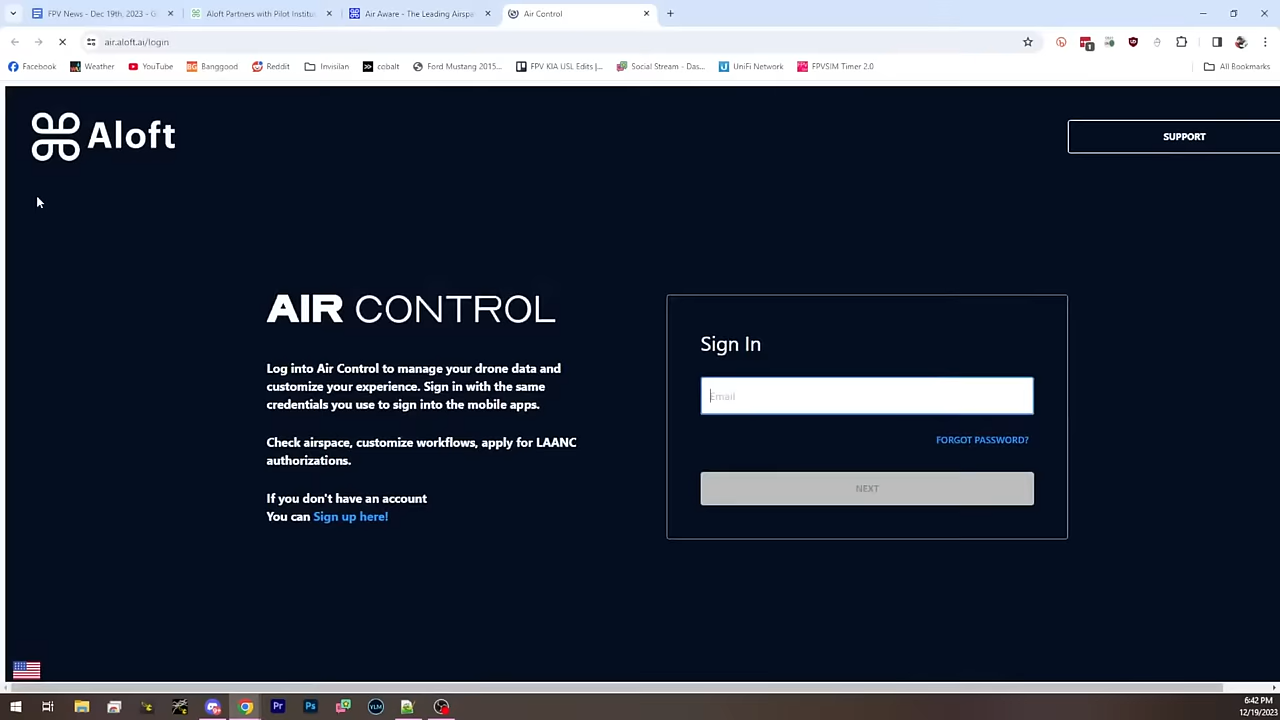 FPV News - Dec 19th, 2023 - G
Aloft Partners with Pilot Institu
Air Aware - The Leading Airspa
Air Control
air.aloft.ai/login
Facebook
Weather
YouTube
Banggood
Reddit
Invisilan
cobalt
Ford Mustang 2015...
FPV KIA USL Edits |...
Social Stream - Das...
UniFi Network
FPVSIM Timer 2.0
All Bookmarks
Aloft
SUPPORT
AIR CONTROL
Log into Air Control to manage your drone data and
customize your experience. Sign in with the same
credentials you use to sign into the mobile apps.
Check airspace, customize workflows, apply for LAANC
authorizations.
If you don't have an account
You can Sign up here!
Sign In
Email
FORGOT PASSWORD?
NEXT
6:42 PM
12/19/2023